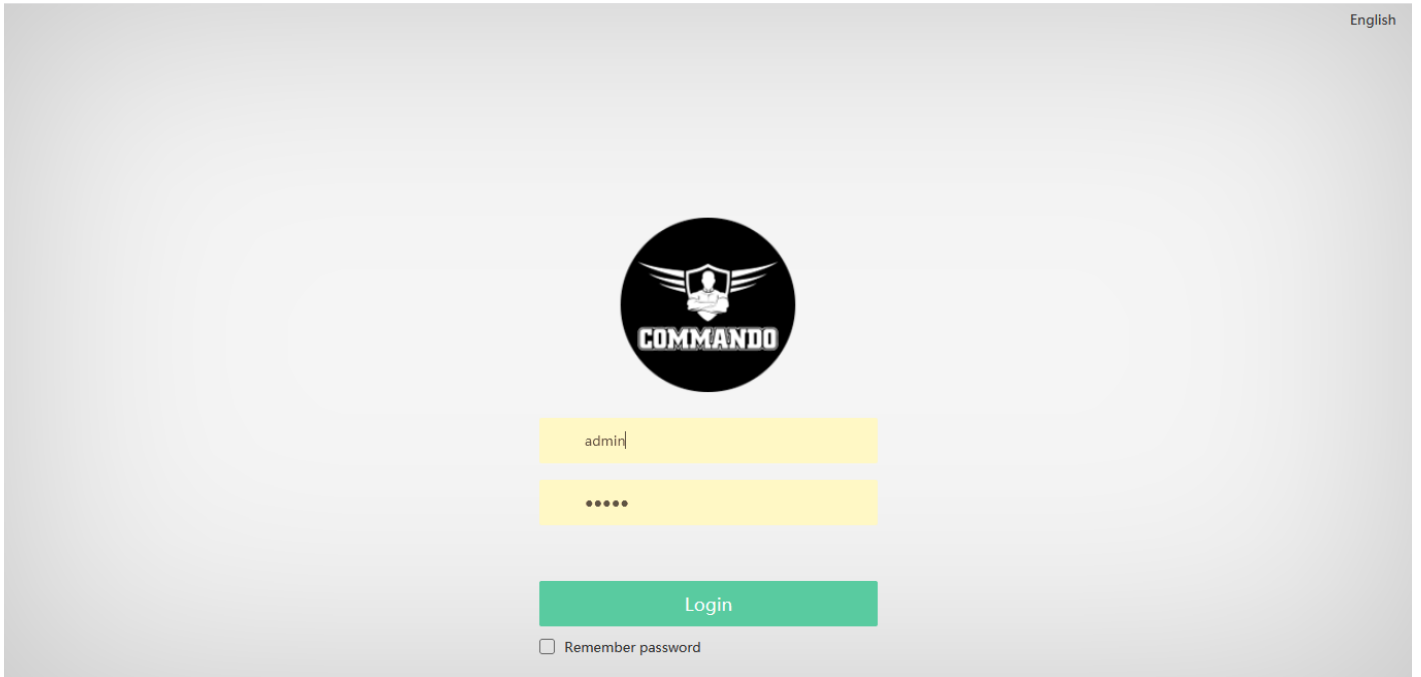 English
COMMANDO
admin
•••••
Login
Remember password